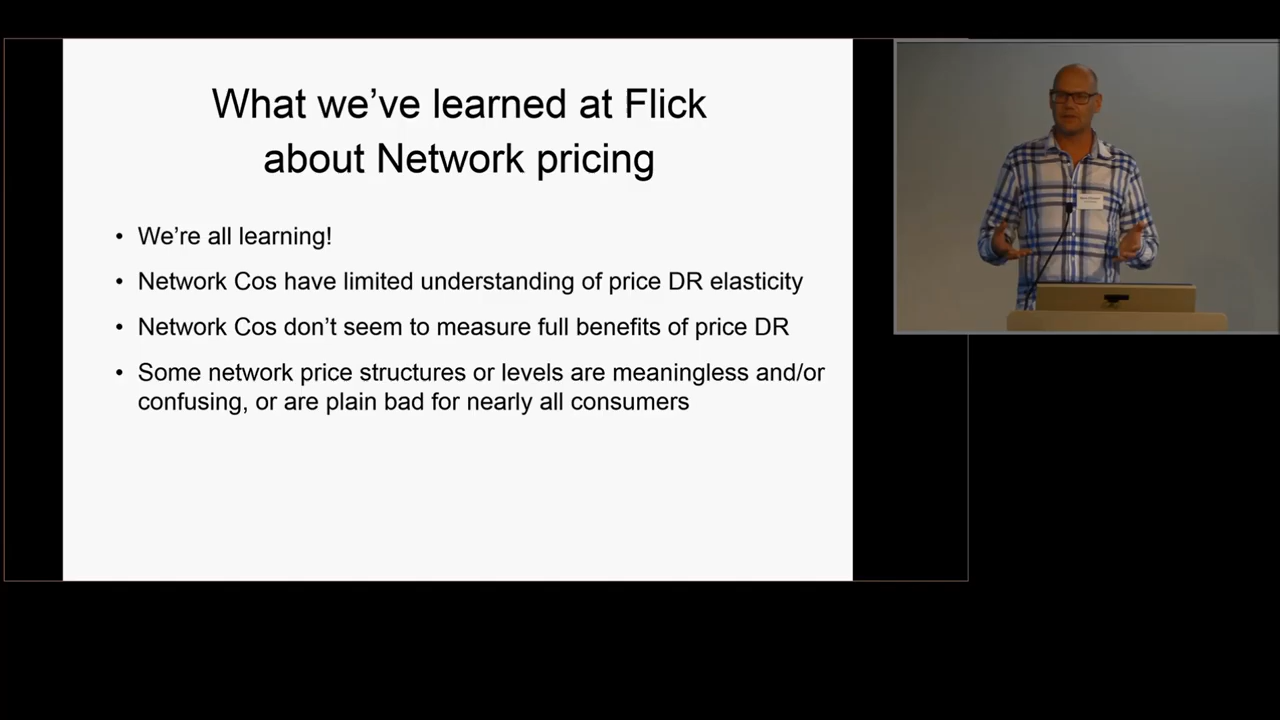 What we've learned at Flick
about Network pricing
• We're all learning!
• Network Cos have limited understanding of price DR elasticity
• Network Cos don't seem to measure full benefits of price DR
• Some network price structures or levels are meaningless and/or
confusing, or are plain bad for nearly all consumers